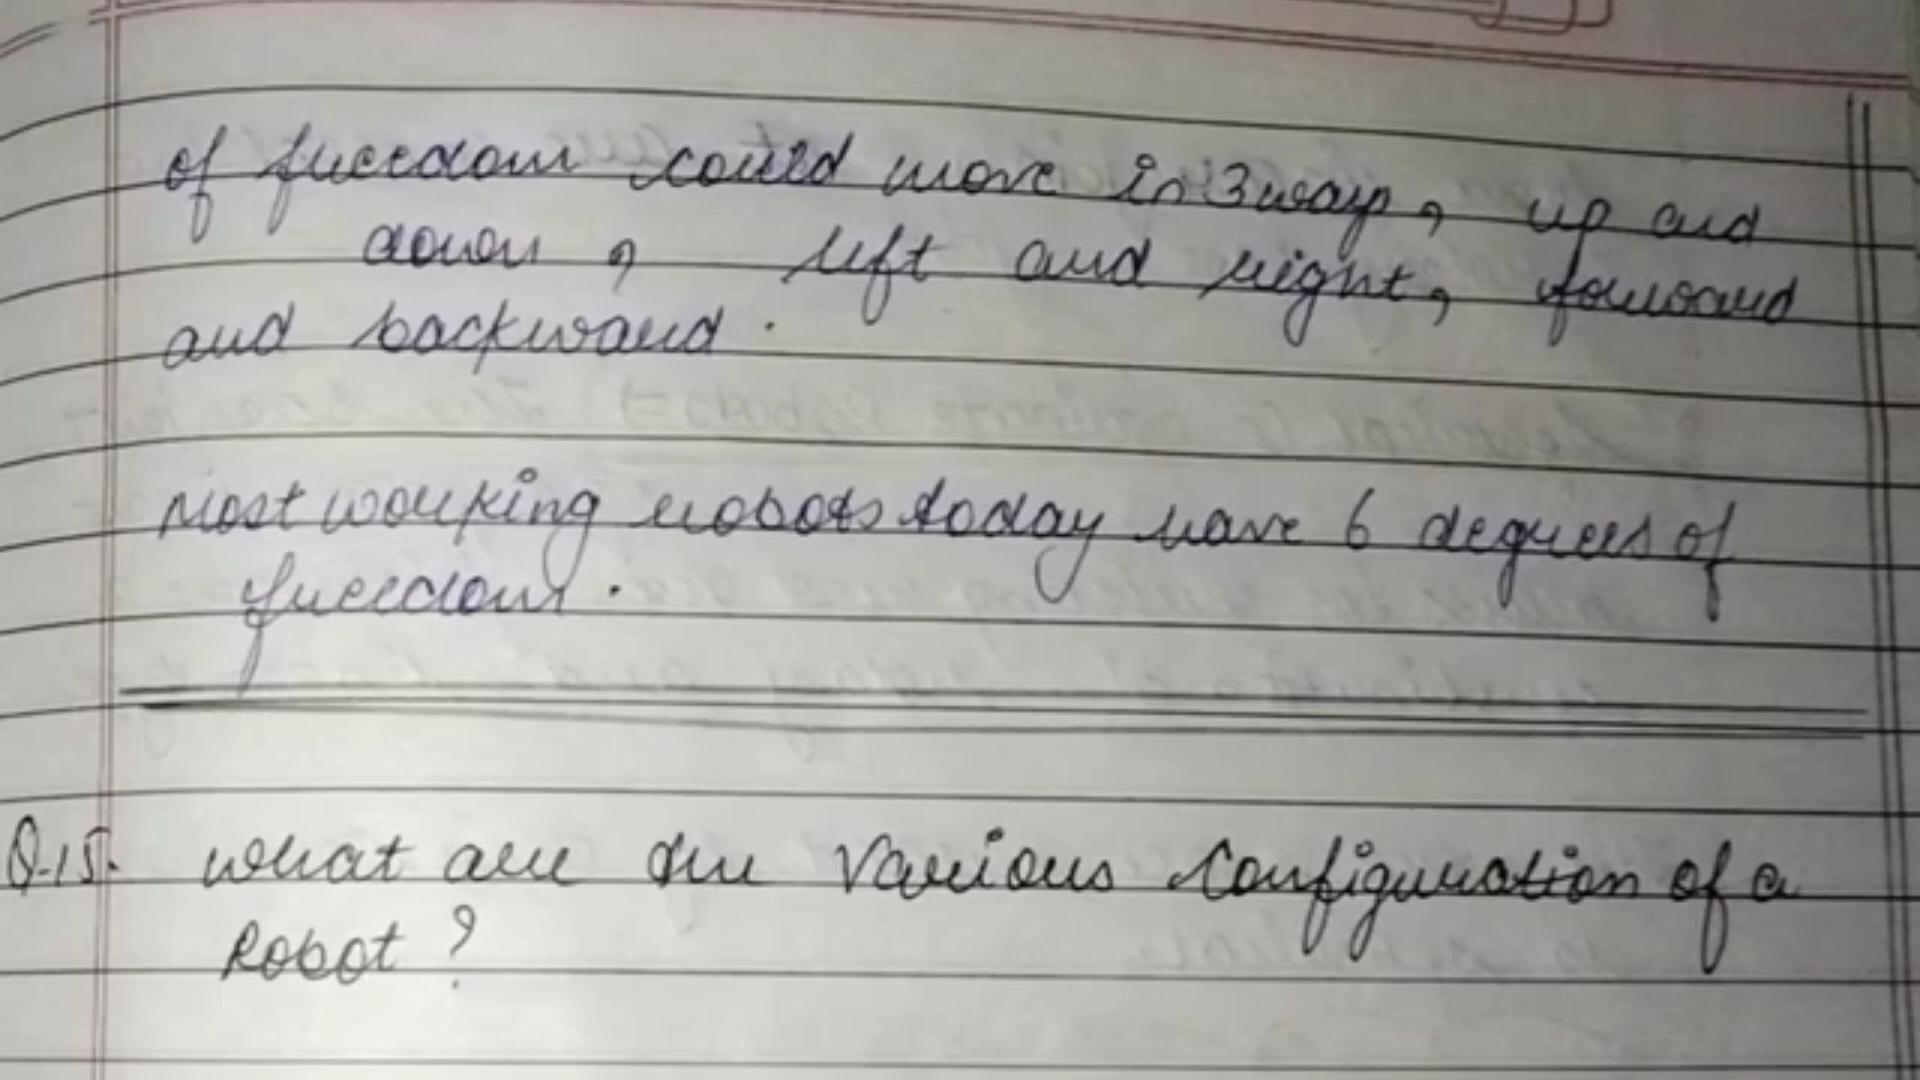 of freedom could move in 3 ways, up and
down, left and right, forward
and backward.
Most working robots today have 6 degrees of
freedom.
Q.15. What are the various configuration of a
Robot?